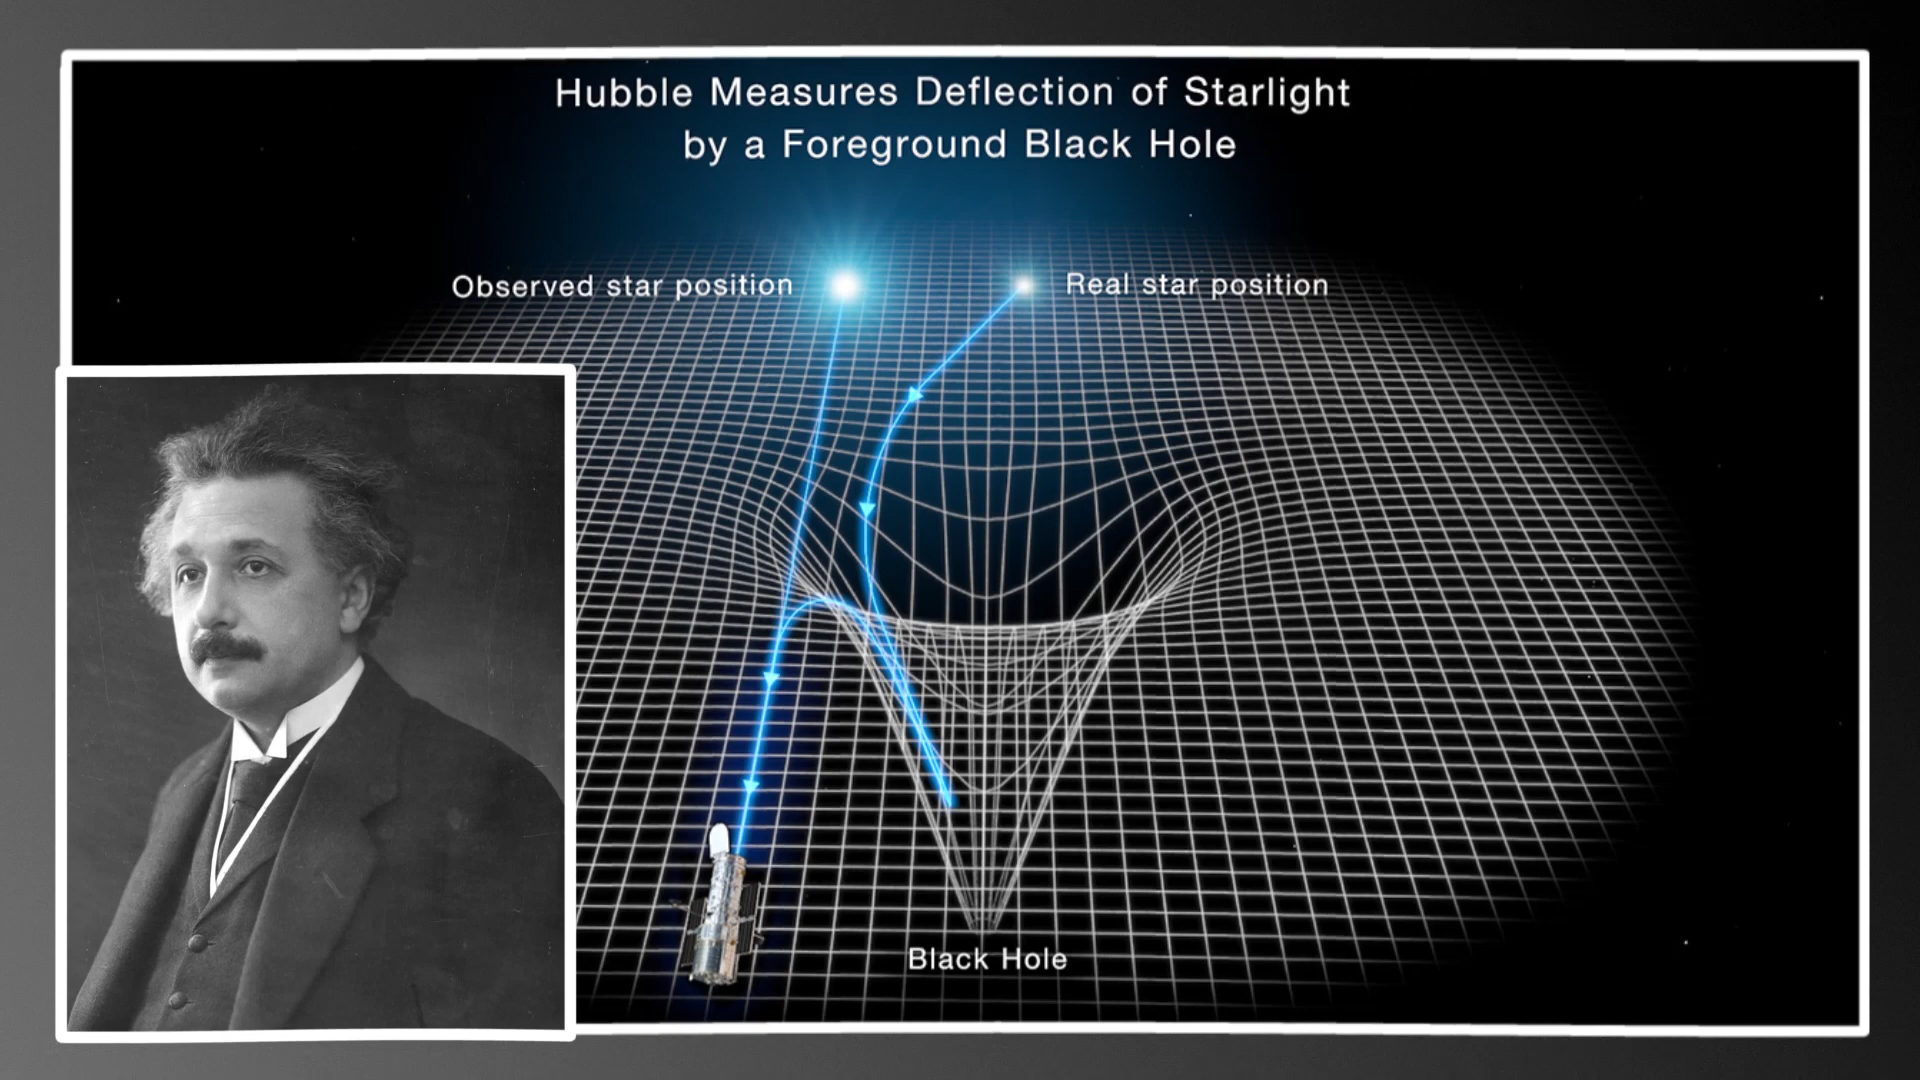 Hubble Measures Deflection of Starlight
by a Foreground Black Hole
Observed star position
Real star position
Black Hole